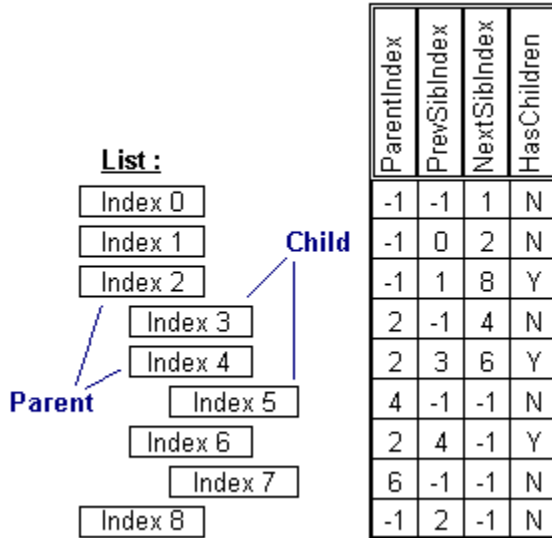 ParentIndex PrevSibIndex NextSibIndex HasChildren
List :
Index 0 -1 -1 1 N
Index 1 Child -1 0 2 N
Index 2 -1 1 8 Y
Index 3 2 -1 4 N
Index 4 2 3 6 Y
Parent Index 5 4 -1 -1 N
Index 6 2 4 -1 Y
Index 7 6 -1 -1 N
Index 8 -1 2 -1 N